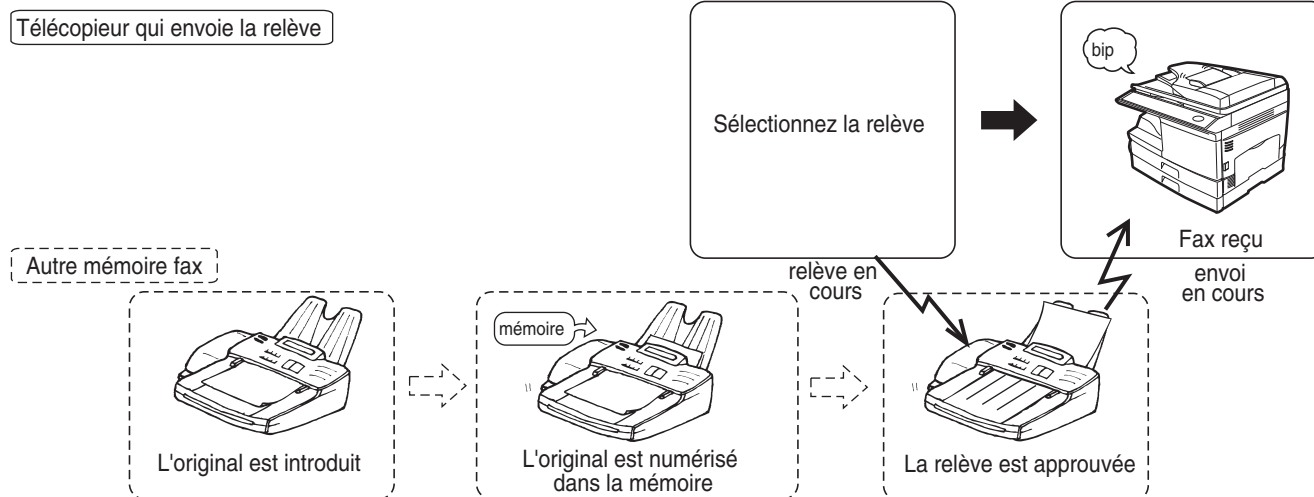 Télécopieur qui envoie la relève
Sélectionnez la relève
bip
Fax reçu
Autre mémoire fax
relève en
cours
envoi
en cours
mémoire
L'original est introduit
L'original est numérisé
dans la mémoire
La relève est approuvée